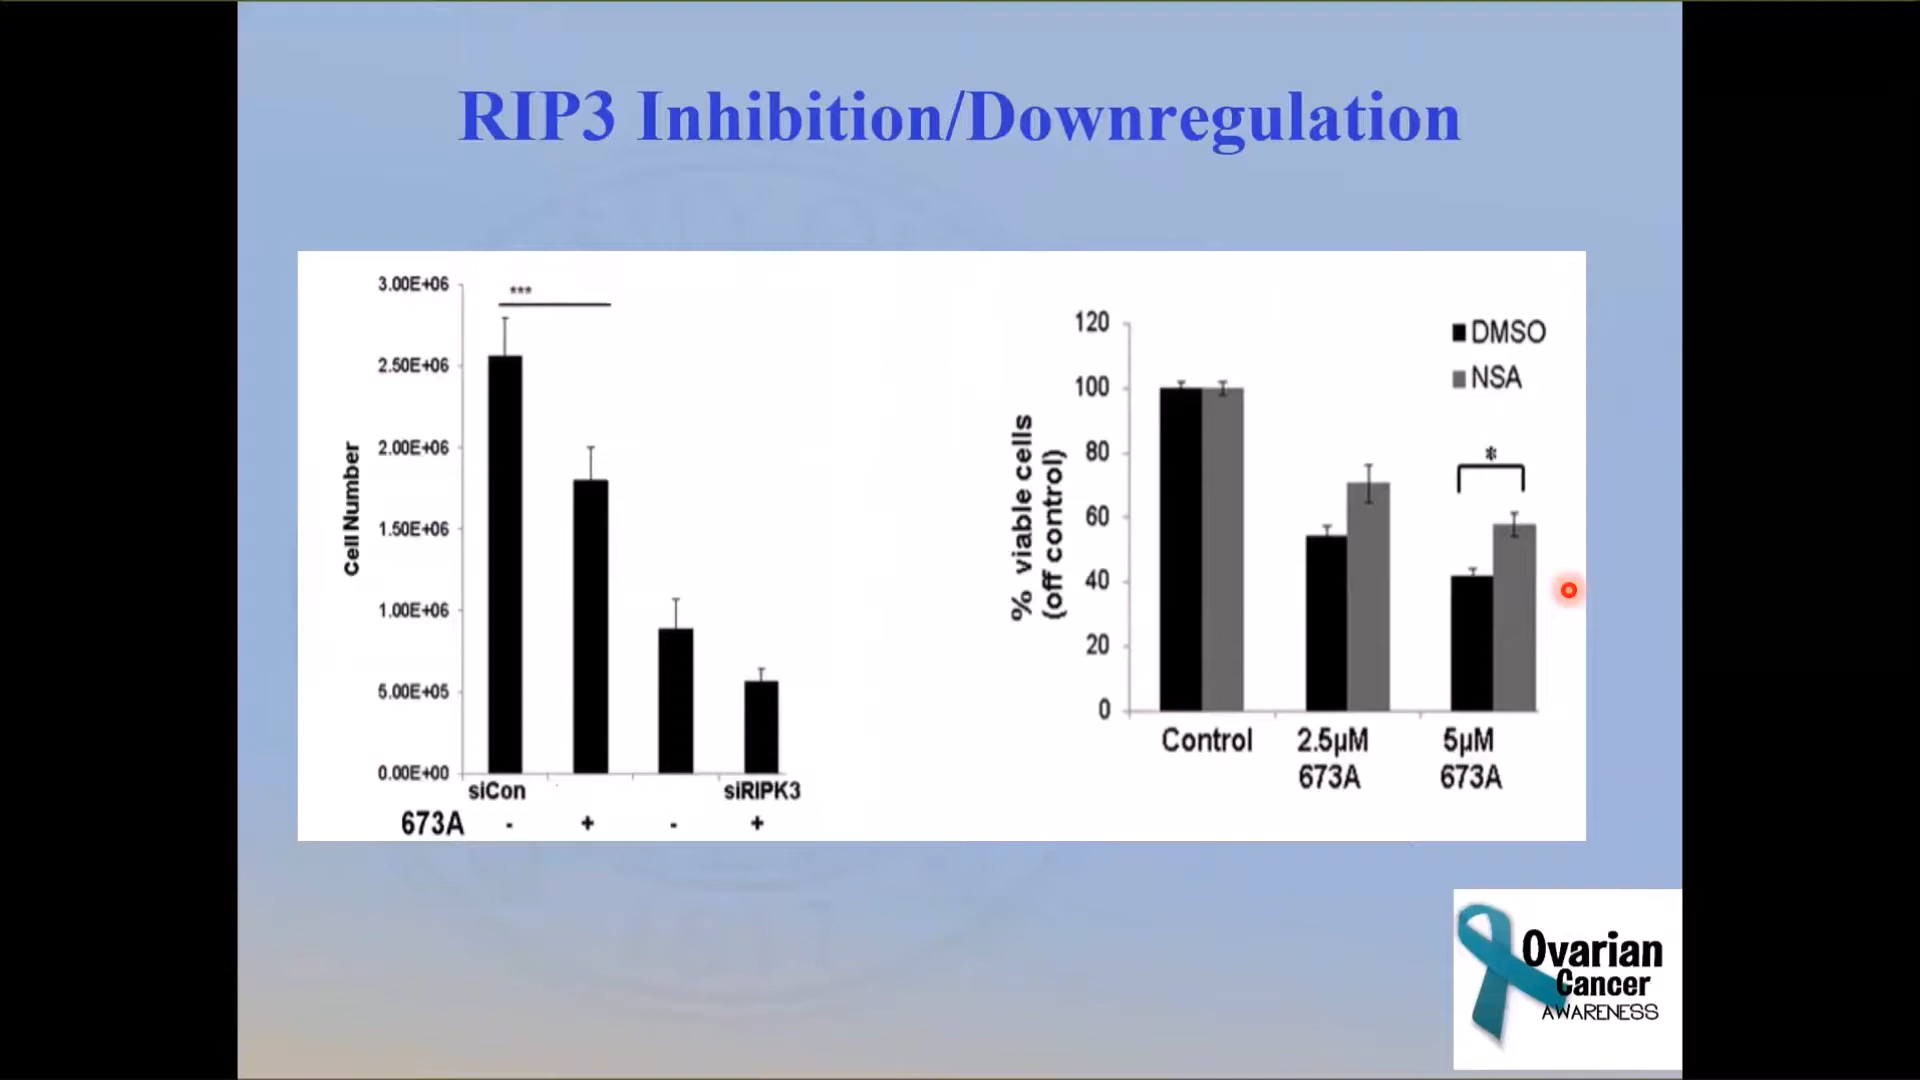 RIP3 Inhibition/Downregulation
3.00E+06
2.50E+06
2.00E+06
1.50E+06
1.00E+06
5.00E+05
0.00E+00
Cell Number
***
siCon
siRIPK3
673A - + - +
120
100
80
60
40
20
0
% viable cells
(off control)
DMSO
NSA
*
Control
2.5µM
673A
5µM
673A
Ovarian
Cancer
AWARENESS